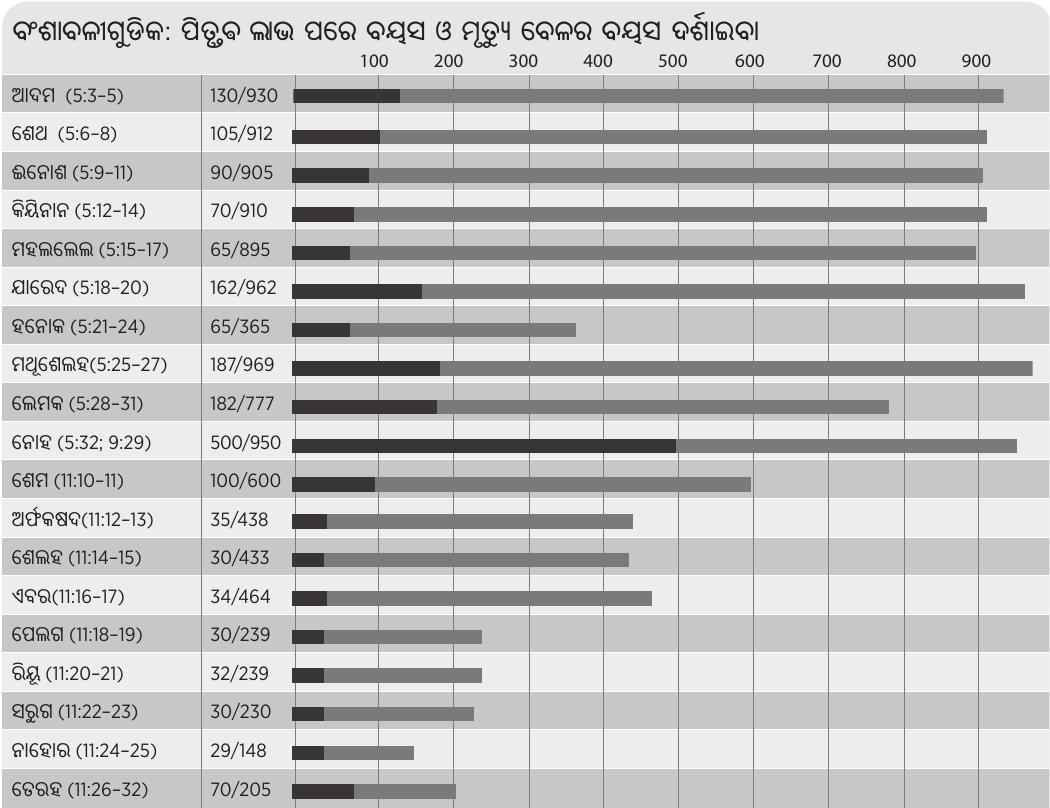 ବଂଶାବଳୀଗୁଡିକ: ପିତୃତ୍ଵ ଲାଭ ପରେ ବୟସ ଓ ମୃତ୍ୟୁ ବେଳର ବୟସ ଦର୍ଶାଇବା
100 200 300 400 500 600 700 800 900
ଆଦମ (5:3–5) 130/930
ଶେଥ (5:6–8) 105/912
ଈନୋଶ (5:9–11) 90/905
କିୟିନାନ (5:12–14) 70/910
ମହଲଲେଲ (5:15–17) 65/895
ଯାରେଦ (5:18–20) 162/962
ହନୋକ (5:21–24) 65/365
ମଥୂଶେଲହ(5:25–27) 187/969
ଲେମକ (5:28–31) 182/777
ନୋହ (5:32; 9:29) 500/950
ଶେମ (11:10–11) 100/600
ଅର୍ଫକଷଦ(11:12–13) 35/438
ଶେଲହ (11:14–15) 30/433
ଏବର(11:16–17) 34/464
ପେଲଗ (11:18–19) 30/239
ରିୟୂ (11:20–21) 32/239
ସରୁଗ (11:22–23) 30/230
ନାହୋର (11:24–25) 29/148
ତେରହ (11:26–32) 70/205